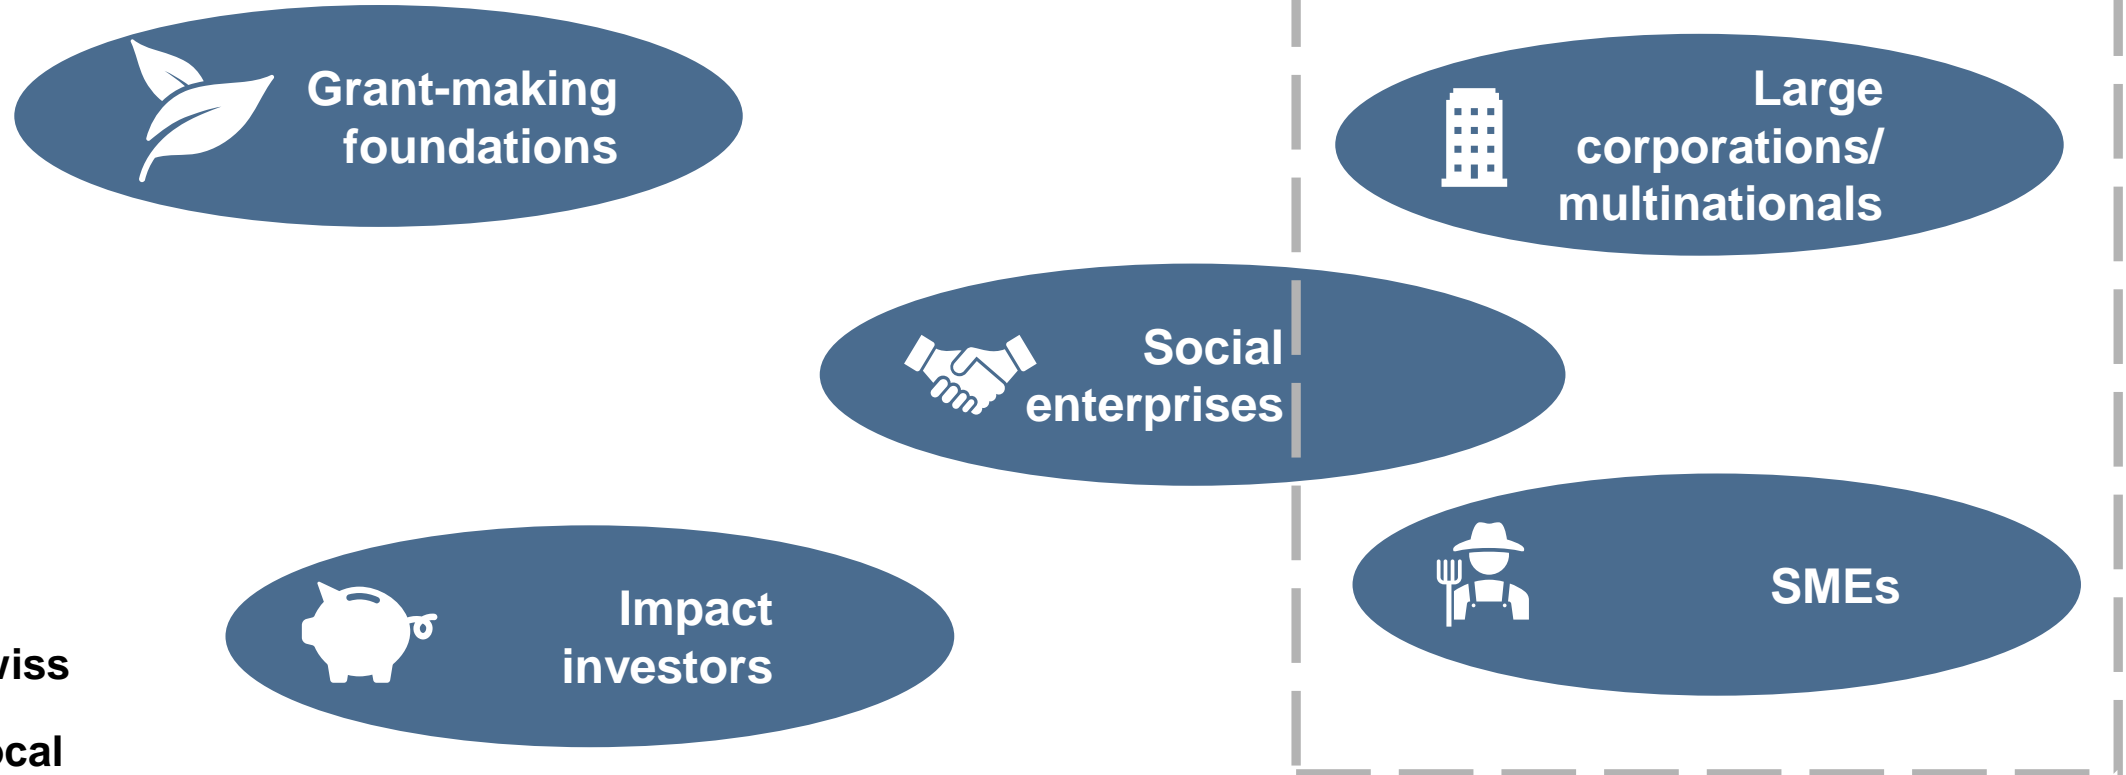 Grant-making
foundations
Large
corporations/
multinationals
Social
enterprises
Impact
investors
SMEs